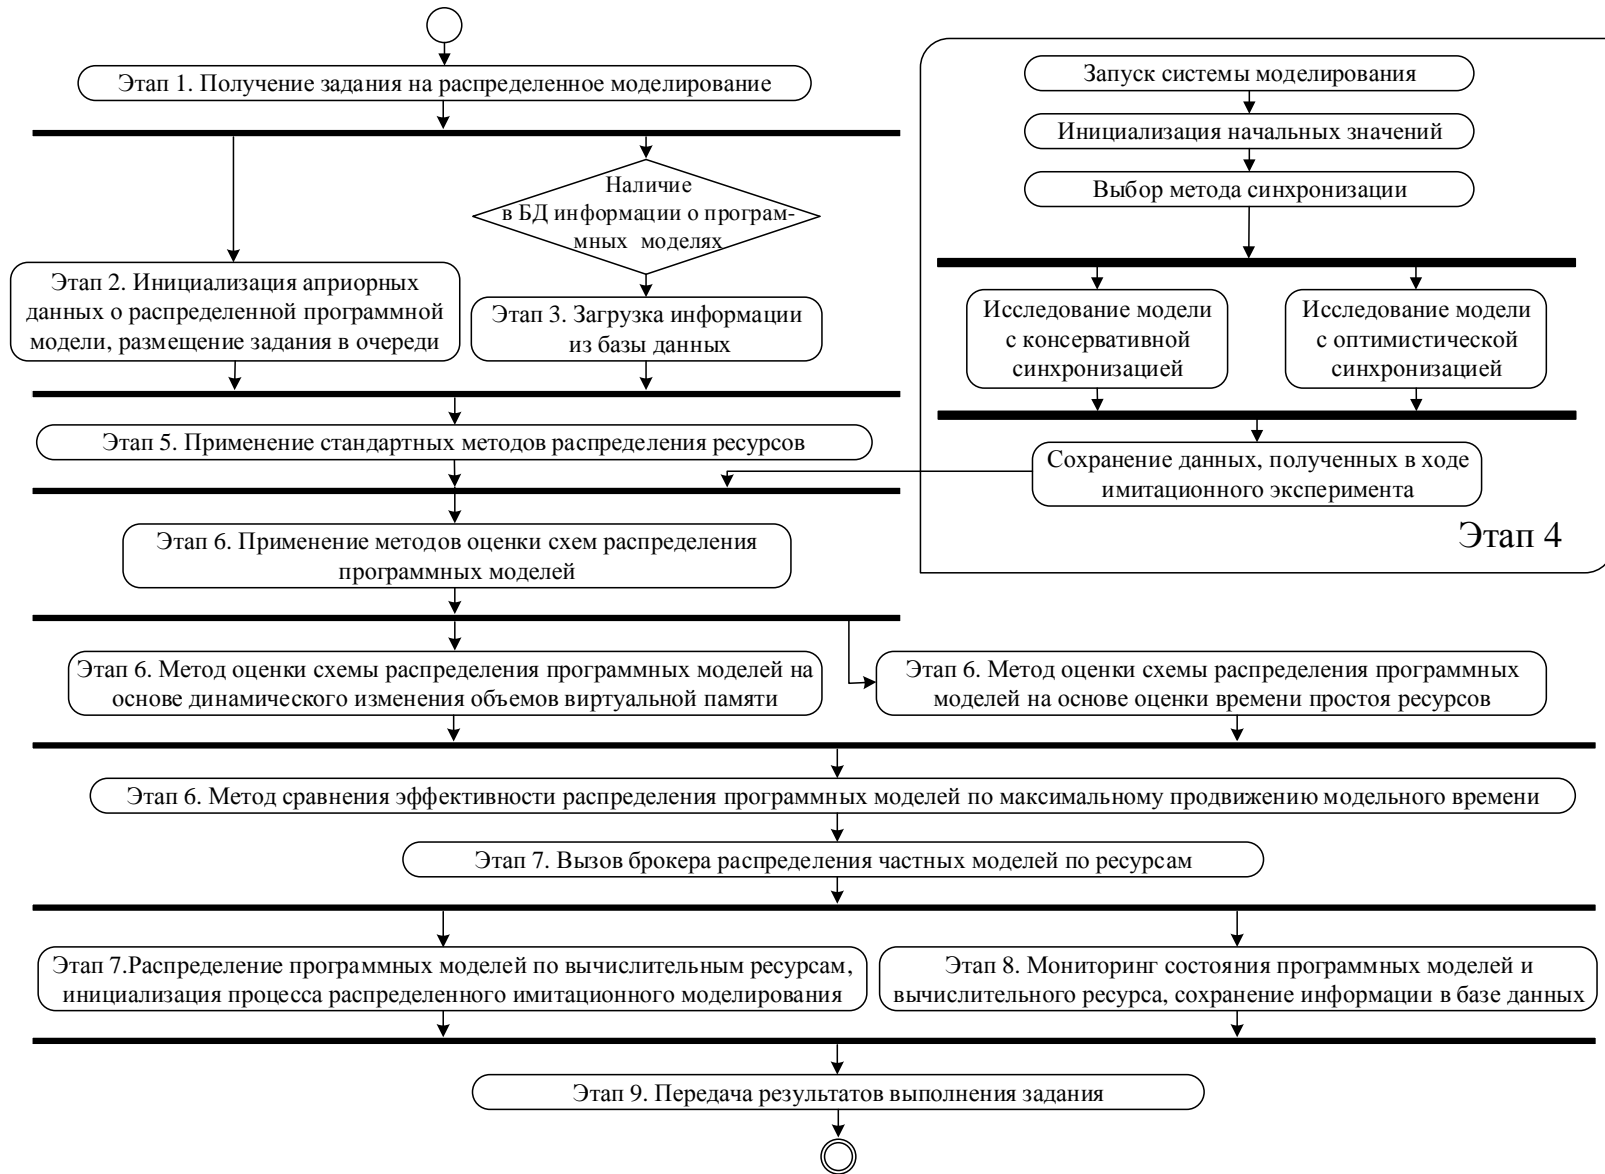 Этап 1. Получение задания на распределенное моделирование
Наличие
в БД информации о програм-
мных моделях
Этап 2. Инициализация априорных
данных о распределенной программной
модели, размещение задания в очереди
Этап 3. Загрузка информации
из базы данных
Этап 5. Применение стандартных методов распределения ресурсов
Запуск системы моделирования
Инициализация начальных значений
Выбор метода синхронизации
Исследование модели
с консервативной
синхронизацией
Исследование модели
с оптимистической
синхронизацией
Сохранение данных, полученных в ходе
имитационного эксперимента
Этап 4
Этап 6. Применение методов оценки схем распределения
программных моделей
Этап 6. Метод оценки схемы распределения программных моделей на
основе динамического изменения объемов виртуальной памяти
Этап 6. Метод оценки схемы распределения программных
моделей на основе оценки времени простоя ресурсов
Этап 6. Метод сравнения эффективности распределения программных моделей по максимальному продвижению модельного времени
Этап 7. Вызов брокера распределения частных моделей по ресурсам
Этап 7.Распределение программных моделей по вычислительным ресурсам,
инициализация процесса распределенного имитационного моделирования
Этап 8. Мониторинг состояния программных моделей и
вычислительного ресурса, сохранение информации в базе данных
Этап 9. Передача результатов выполнения задания